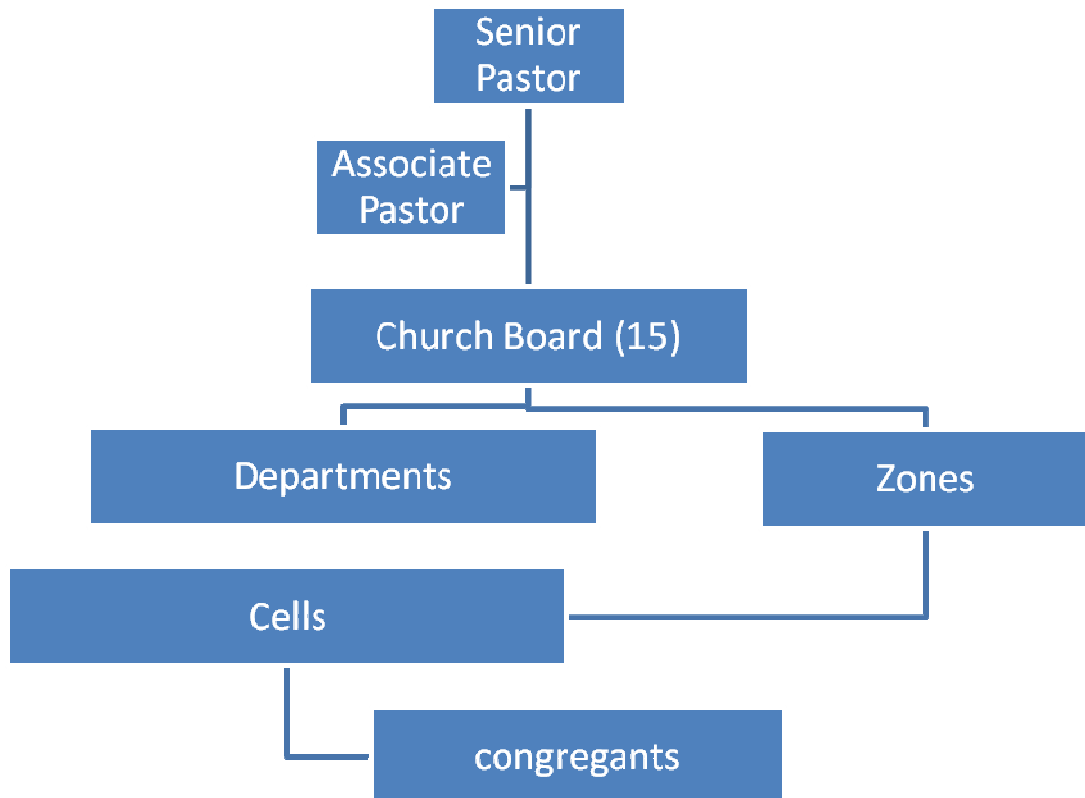 Senior
Pastor
Associate
Pastor
Church Board (15)
Departments
Zones
Cells
congregants